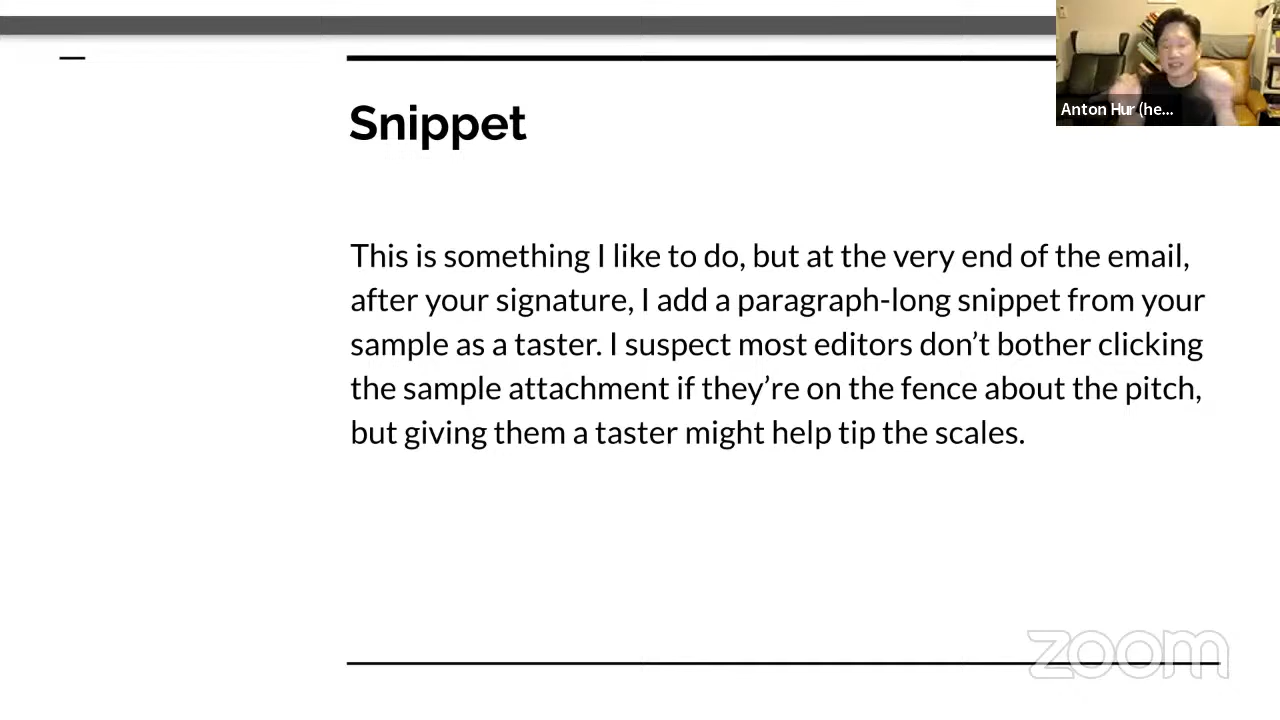 Anton Hur (he...
Snippet
This is something I like to do, but at the very end of the email,
after your signature, I add a paragraph-long snippet from your
sample as a taster. I suspect most editors don’t bother clicking
the sample attachment if they’re on the fence about the pitch,
but giving them a taster might help tip the scales.
zoom